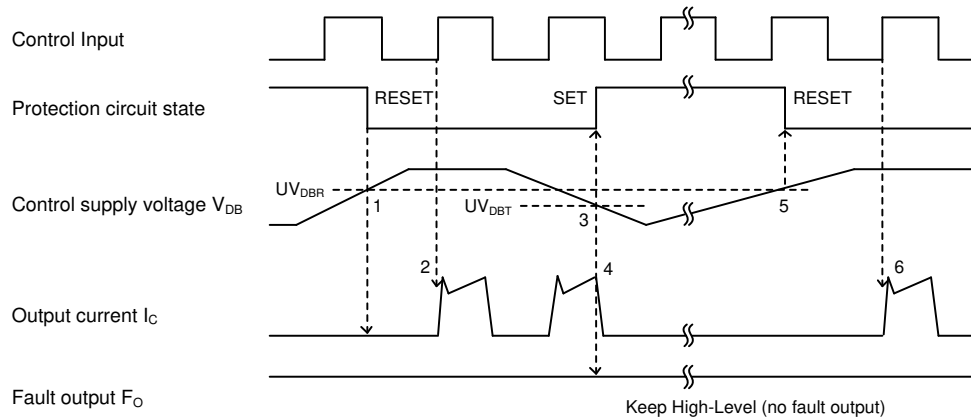 Control Input
Protection circuit state
RESET
SET
RESET
UV_DBR
Control supply voltage V_DB
1
UV_DBT
3
5
2
4
6
Output current I_C
Fault output F_O
Keep High-Level (no fault output)